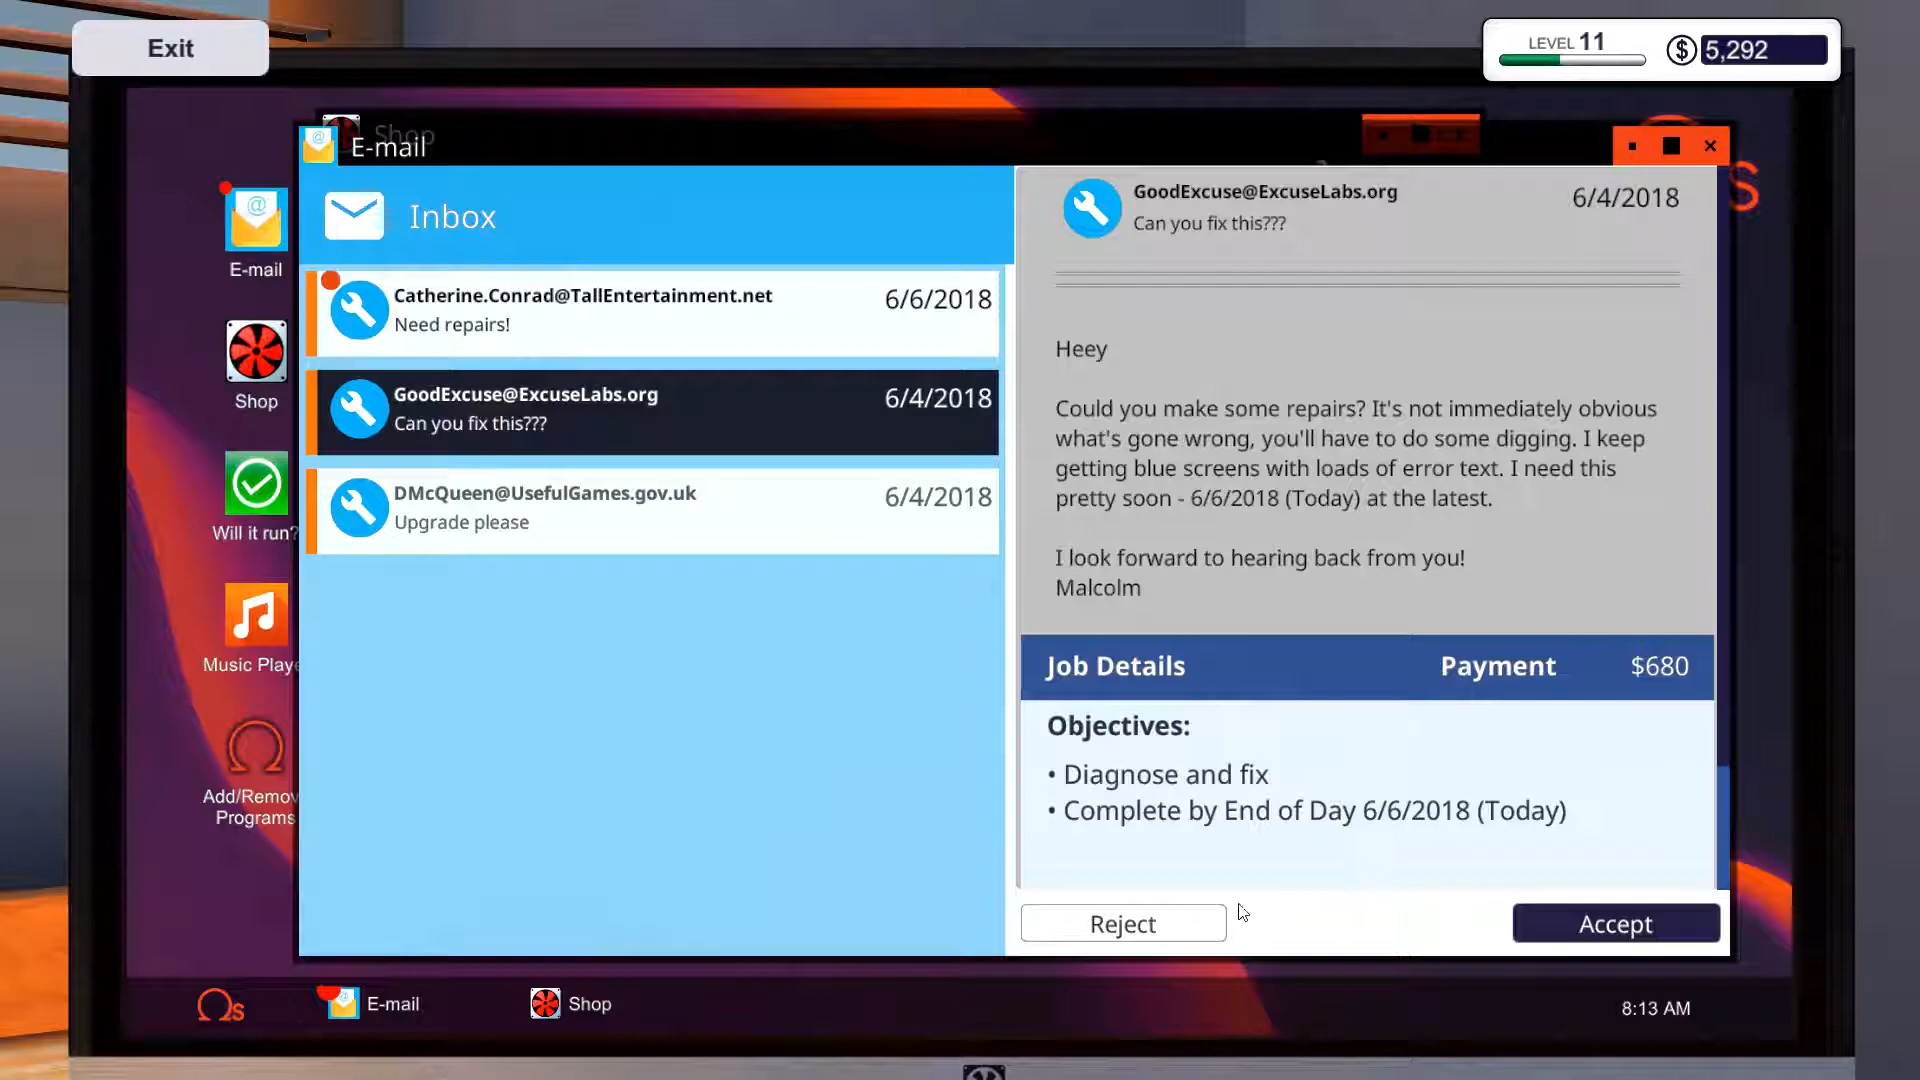 Exit
LEVEL 11
$ 5,292
Shop
E-mail
Inbox
Catherine.Conrad@TallEntertainment.net
6/6/2018
Need repairs!
GoodExcuse@ExcuseLabs.org
6/4/2018
Can you fix this???
DMcQueen@UsefulGames.gov.uk
6/4/2018
Upgrade please
GoodExcuse@ExcuseLabs.org
6/4/2018
Can you fix this???
Heey
Could you make some repairs? It's not immediately obvious
what's gone wrong, you'll have to do some digging. I keep
getting blue screens with loads of error text. I need this
pretty soon - 6/6/2018 (Today) at the latest.
I look forward to hearing back from you!
Malcolm
Job Details
Payment
$680
Objectives:
• Diagnose and fix
• Complete by End of Day 6/6/2018 (Today)
Reject
Accept
E-mail
Shop
Will it run?
Music Playe
Add/Remov
Programs
Ωs
E-mail
Shop
8:13 AM